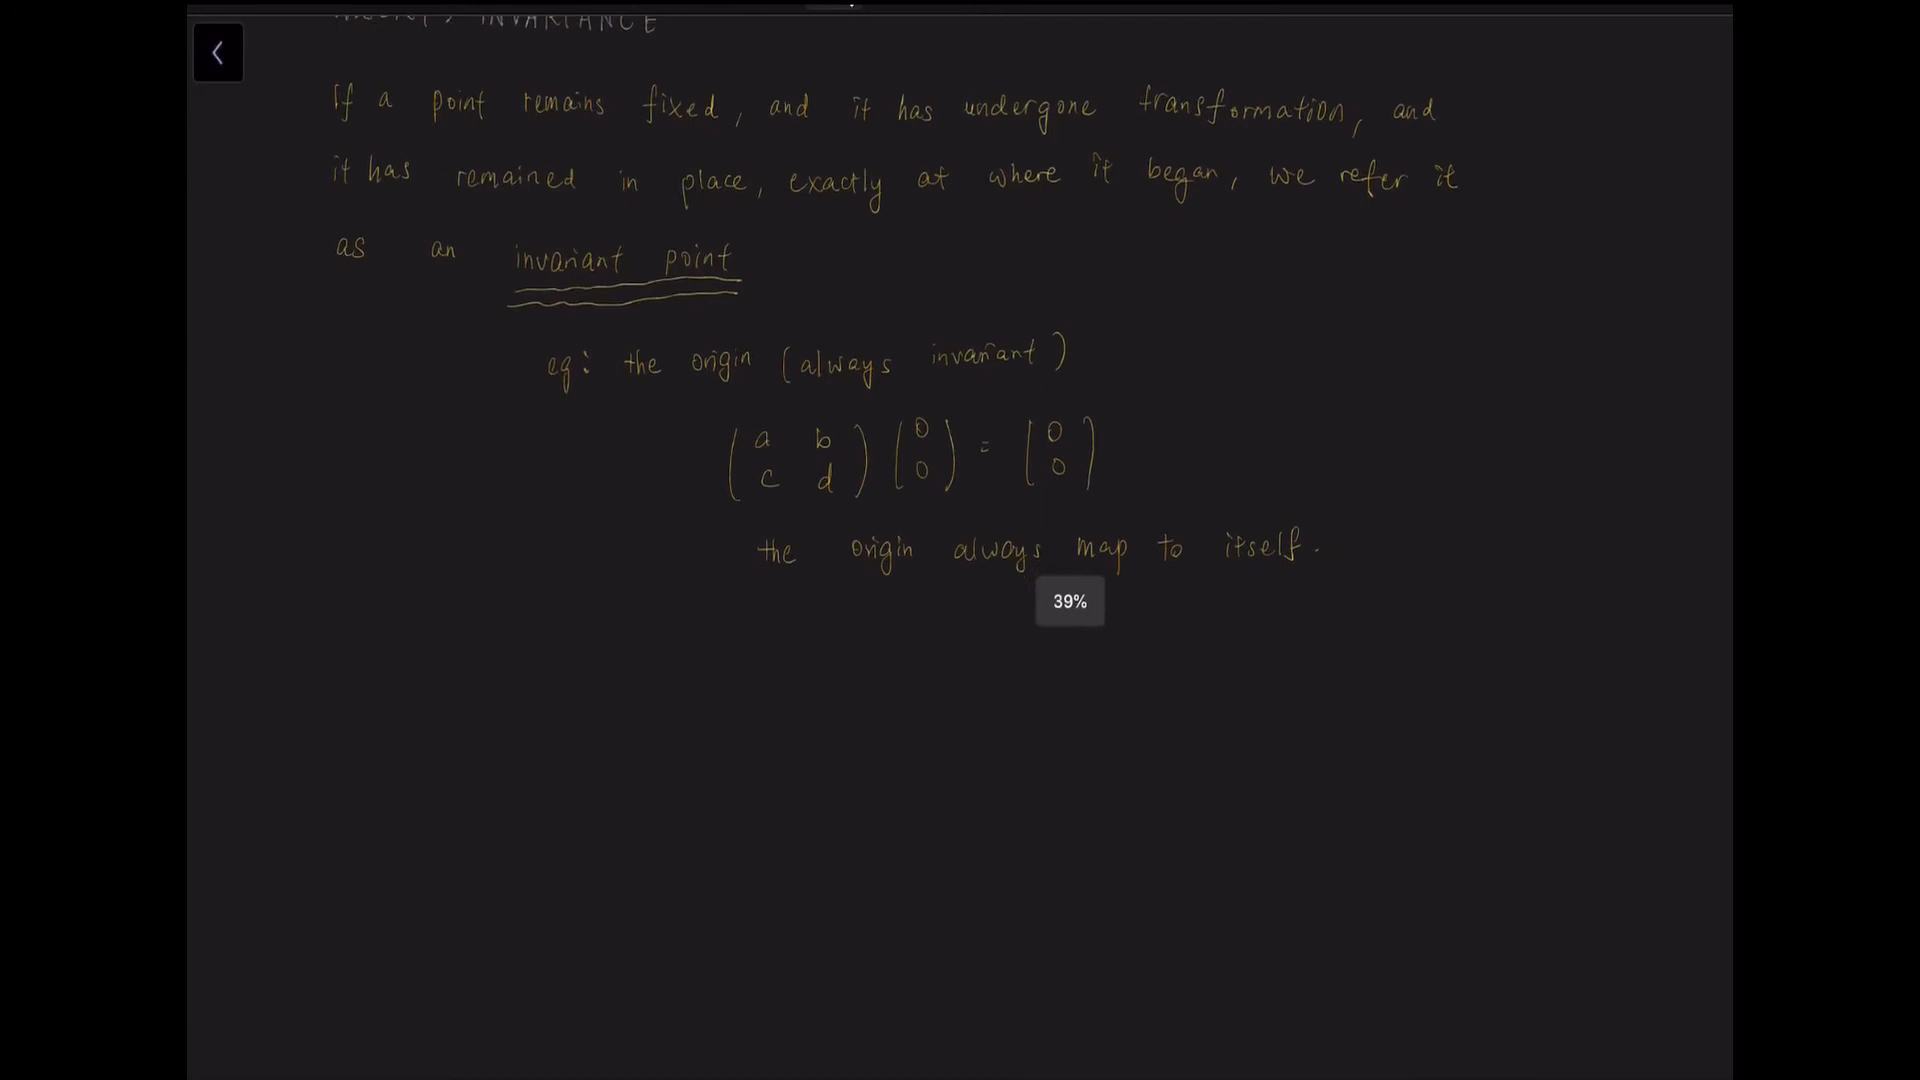 INVARIANCE
If a point remains fixed, and it has undergone transformation, and
it has remained in place, exactly at where it began, we refer it
as an invariant point
eg: the origin (always invariant)
(a b
c d) (0
0) = (0
0)
the origin always map to itself.
39%